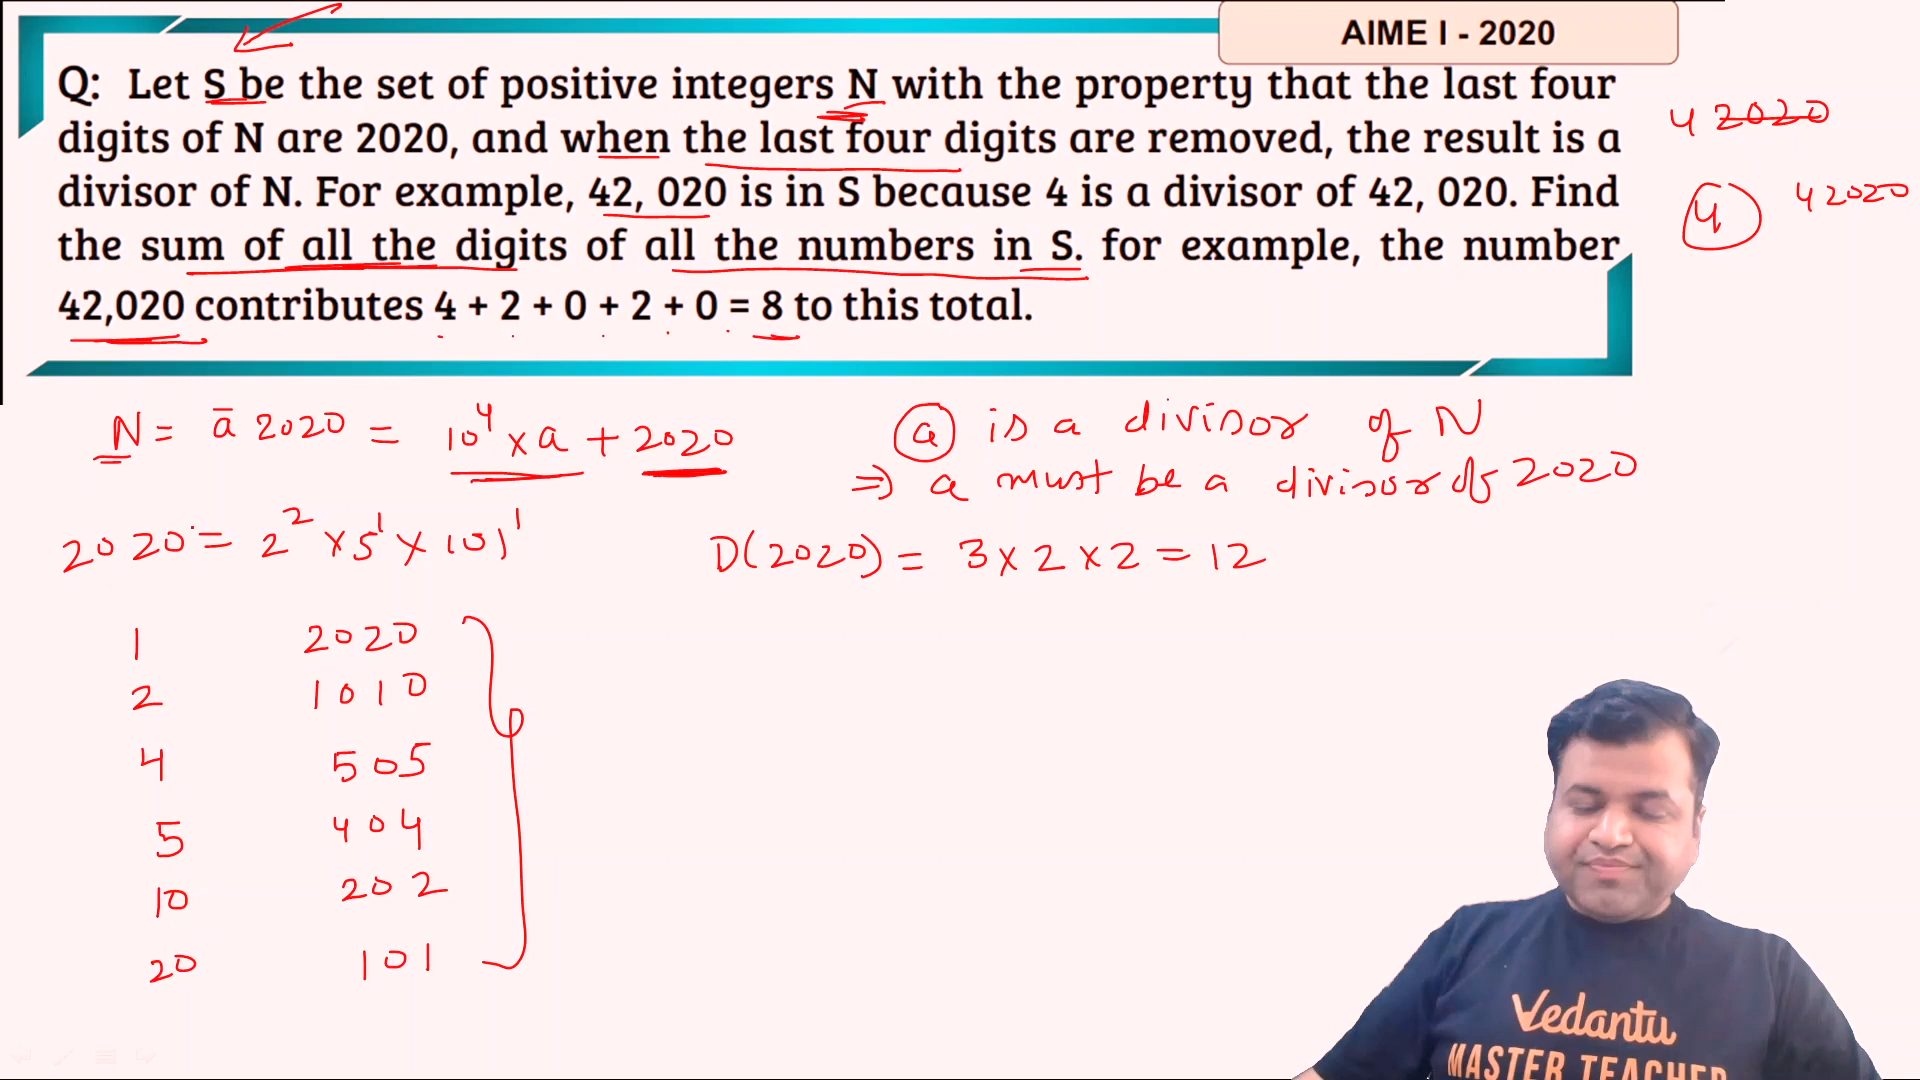 AIME I - 2020
Q: Let S be the set of positive integers N with the property that the last four
digits of N are 2020, and when the last four digits are removed, the result is a
divisor of N. For example, 42, 020 is in S because 4 is a divisor of 42, 020. Find
the sum of all the digits of all the numbers in S. for example, the number
42,020 contributes 4 + 2 + 0 + 2 + 0 = 8 to this total.
4 2020
4 42020
N = a̅ 2020 = 10⁴ × a + 2020
a is a divisor of N
⇒ a must be a divisor of 2020
2020 = 2² × 5¹ × 101¹
D(2020) = 3 × 2 × 2 = 12
1 2020
2 1010
4 505
5 404
10 202
20 101
Vedantu
MASTER TEACHER